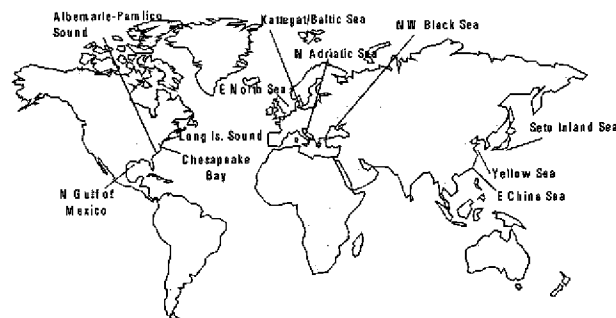 Albemarle-Pamlico
Sound
Kattegat/Baltic Sea
NW Black Sea
N Adriatic Sea
E North Sea
Long Is. Sound
Chesapeake
Bay
N Gulf of
Mexico
Seto Inland Sea
Yellow Sea
E China Sea